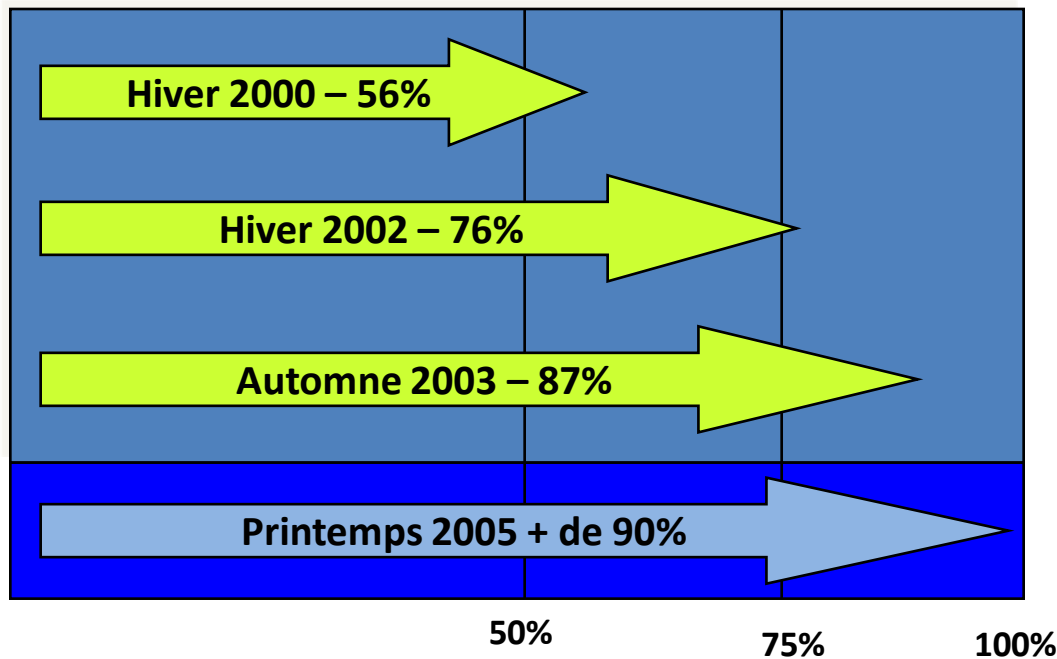 Hiver 2000 – 56%
Hiver 2002 – 76%
Automne 2003 – 87%
Printemps 2005 + de 90%
50%
75%
100%